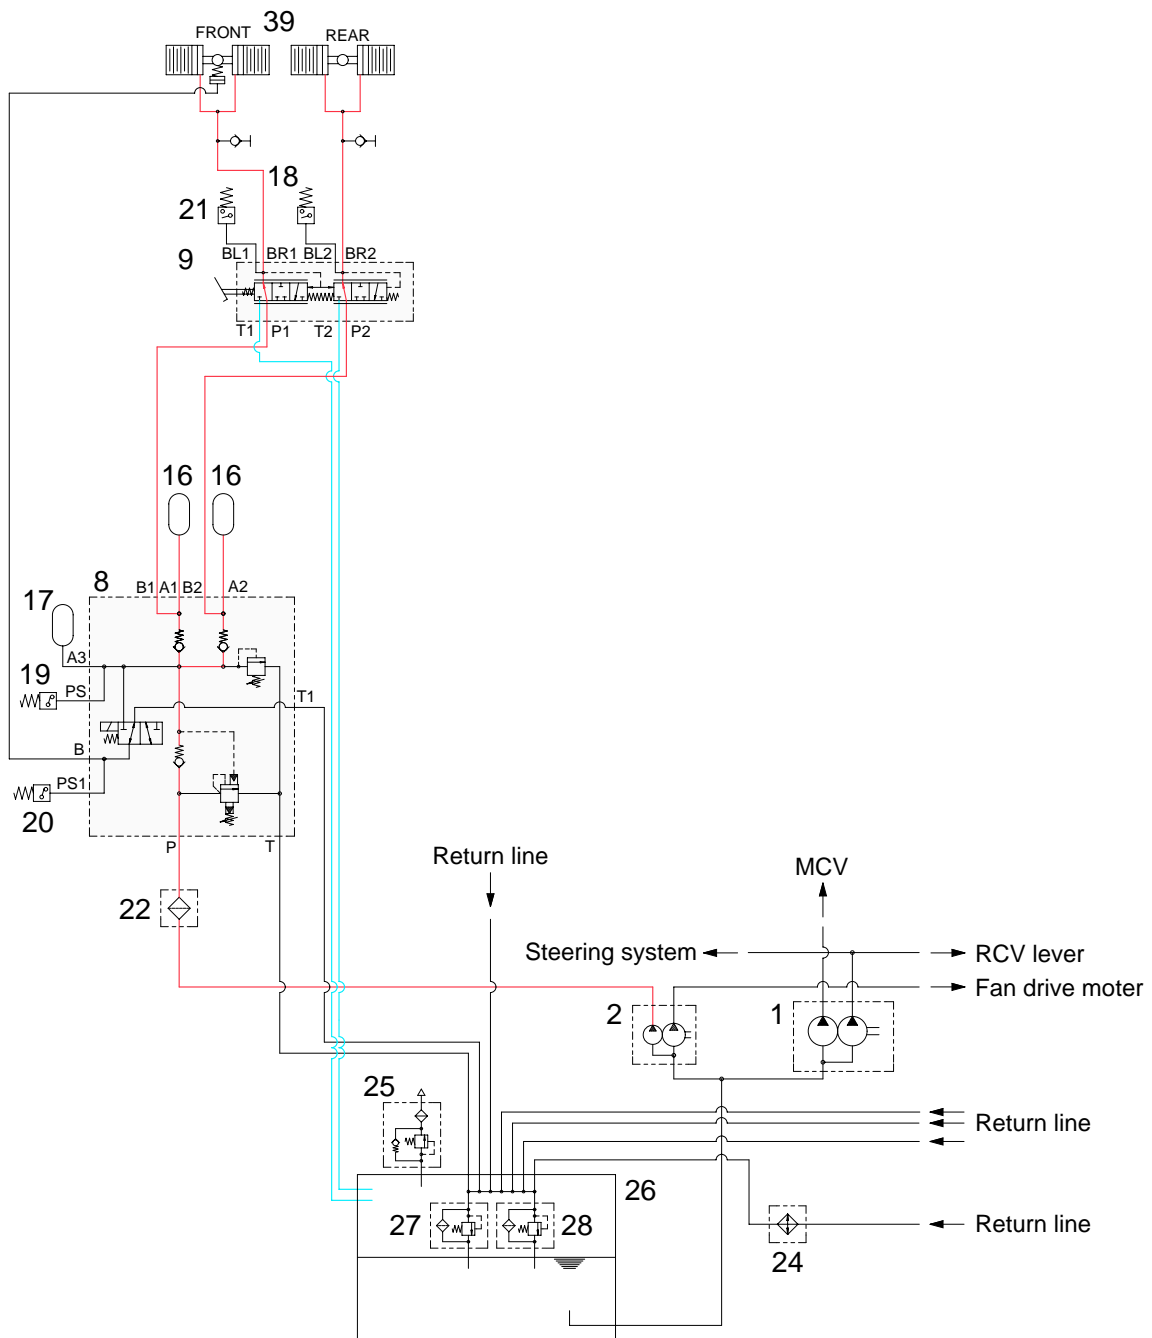 FRONT 39 REAR
18
21
BL1 BR1 BL2 BR2
9
T1 P1 T2 P2
16 16
8 B1 A1 B2 A2
17
A3
19 PS T1
B
PS1
20
P T
Return line MCV
22
Steering system RCV lever
Fan drive moter
2 1
25
Return line
26
27 28
Return line
24